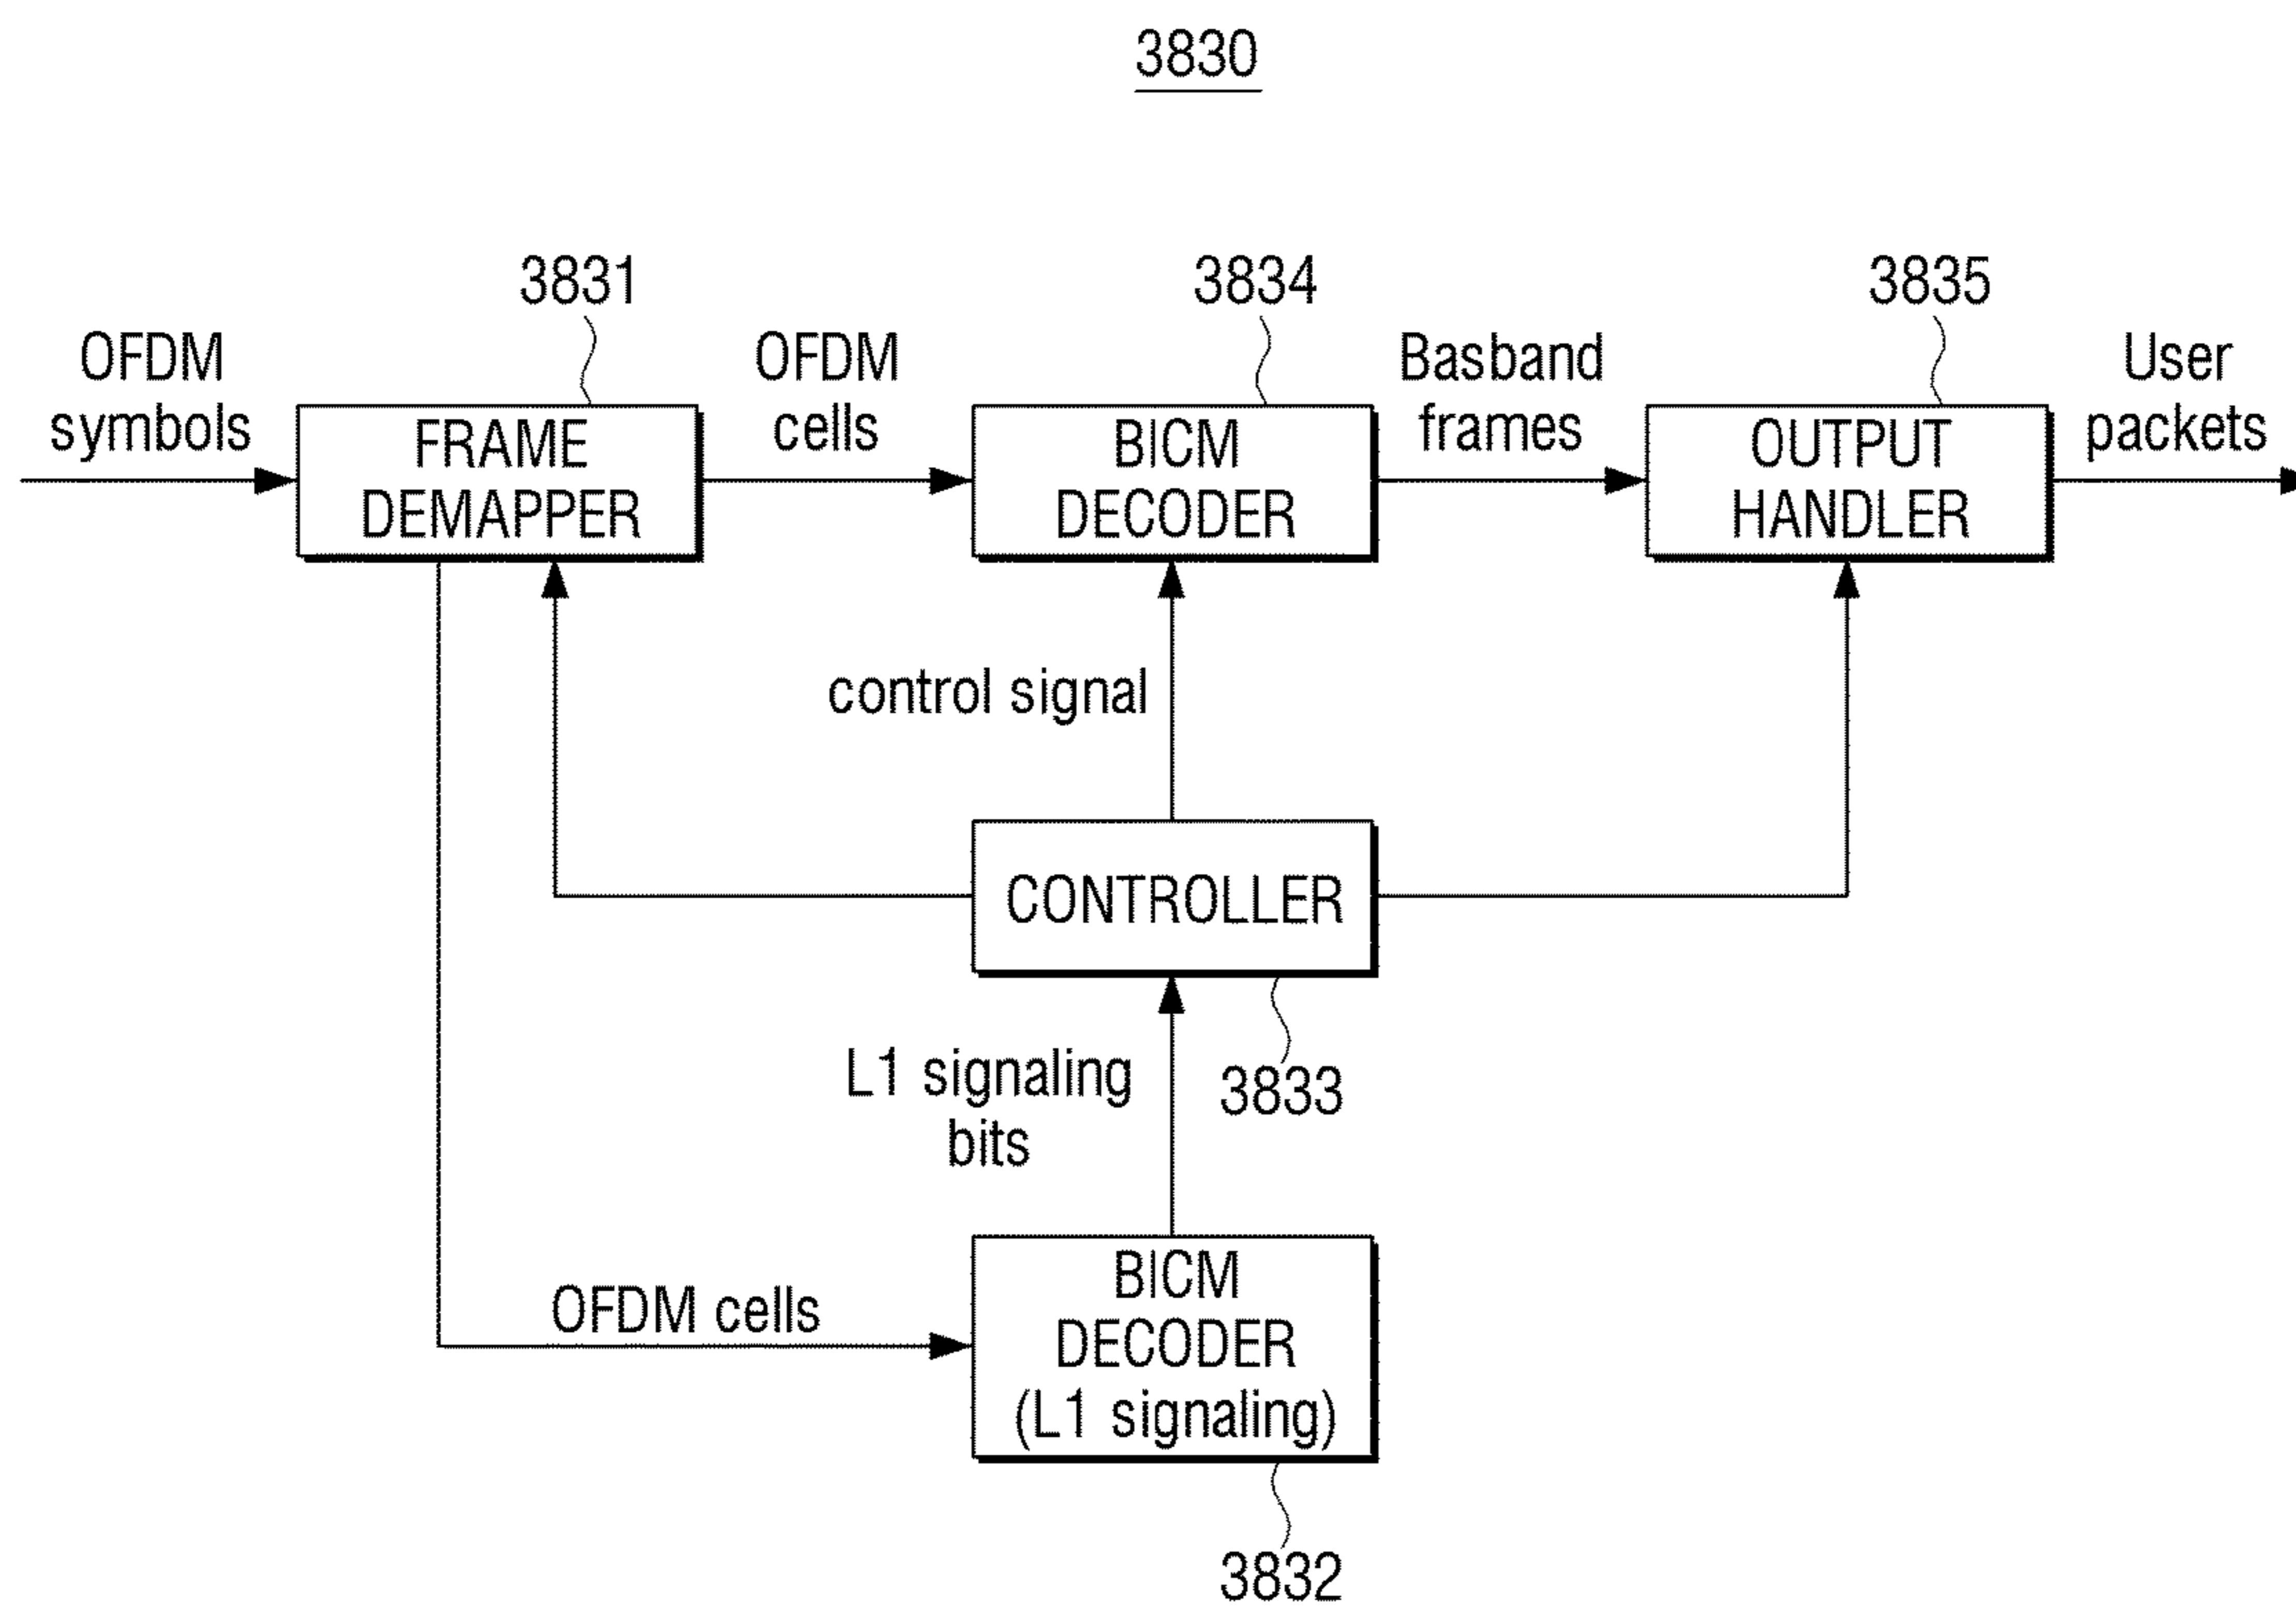 3830
3831
3834
3835
OFDM
symbols
FRAME
DEMAPPER
OFDM
cells
BICM
DECODER
Basband
frames
OUTPUT
HANDLER
User
packets
control signal
CONTROLLER
3833
L1 signaling
bits
OFDM cells
BICM
DECODER
(L1 signaling)
3832